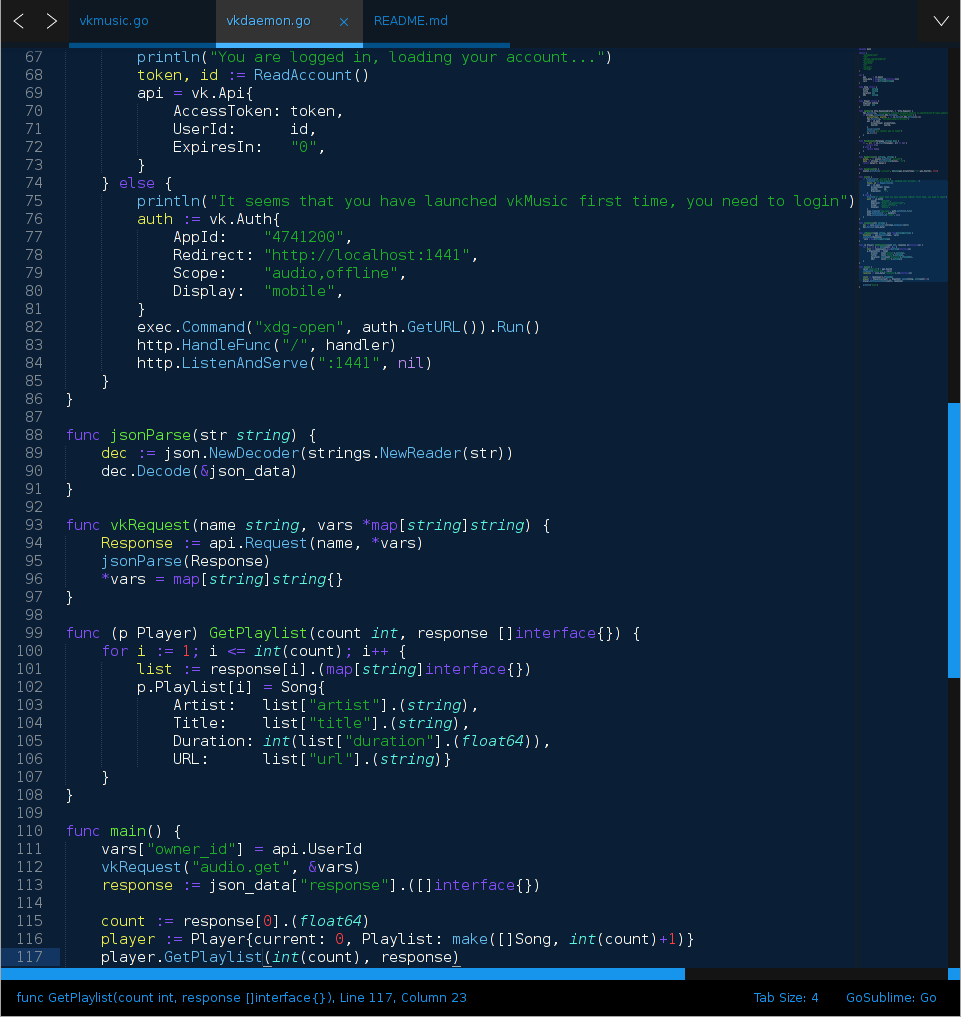 vkmusic.go vkdaemon.go × README.md
67 println("You are logged in, loading your account...")
68 token, id := ReadAccount()
69 api = vk.Api{
70 AccessToken: token,
71 UserId: id,
72 ExpiresIn: "0",
73 }
74 } else {
75 println("It seems that you have launched vkMusic first time, you need to login")
76 auth := vk.Auth{
77 AppId: "4741200",
78 Redirect: "http://localhost:1441",
79 Scope: "audio,offline",
80 Display: "mobile",
81 }
82 exec.Command("xdg-open", auth.GetURL()).Run()
83 http.HandleFunc("/", handler)
84 http.ListenAndServe(":1441", nil)
85 }
86 }
87
88 func jsonParse(str string) {
89 dec := json.NewDecoder(strings.NewReader(str))
90 dec.Decode(&json_data)
91 }
92
93 func vkRequest(name string, vars *map[string]string) {
94 Response := api.Request(name, *vars)
95 jsonParse(Response)
96 *vars = map[string]string{}
97 }
98
99 func (p Player) GetPlaylist(count int, response []interface{}) {
100 for i := 1; i <= int(count); i++ {
101 list := response[i].(map[string]interface{})
102 p.Playlist[i] = Song{
103 Artist: list["artist"].(string),
104 Title: list["title"].(string),
105 Duration: int(list["duration"].(float64)),
106 URL: list["url"].(string)}
107 }
108 }
109
110 func main() {
111 vars["owner_id"] = api.UserId
112 vkRequest("audio.get", &vars)
113 response := json_data["response"].([]interface{})
114
115 count := response[0].(float64)
116 player := Player{current: 0, Playlist: make([]Song, int(count)+1)}
117 player.GetPlaylist(int(count), response)
func GetPlaylist(count int, response []interface{}), Line 117, Column 23 Tab Size: 4 GoSublime: Go